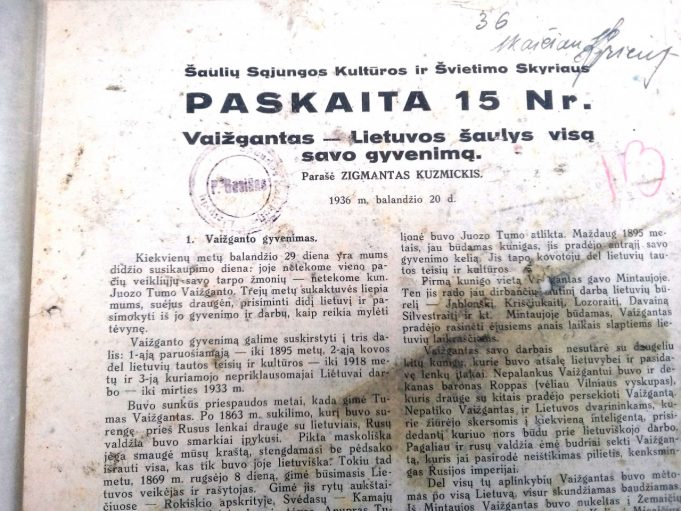 36
skaičiau
Šaulių Sąjungos Kultūros ir Švietimo Skyriaus
PASKAITA 15 Nr.
Vaižgantas — Lietuvos šaulys visą
savo gyvenimą.
Parašė ZIGMANTAS KUZMICKIS.
1936 m. balandžio 20 d.
1. Vaižganto gyvenimas.
Kiekvienų metų balandžio 29 diena yra mums
didžio susikaupimo diena: joje netekome vieno pa-
čių veikliųjų savo tarpo žmonių — netekome kun.
Juozo Tumo Vaižganto. Trejų metų sukaktuvės liepia
mums, suėjus draugėn, prisiminti didį lietuvį ir pa-
simokyti iš jo gyvenimo ir darbų, kaip reikia mylėti
tėvynę.
Vaižganto gyvenimą galime suskirstyti į tris da-
lis: 1-ąją paruošiamąją — iki 1895 metų, 2-ąją kovos
dėl lietuvių tautos teisių ir kultūros — iki 1918 me-
tų ir 3-ją kuriamojo nepriklausomajai Lietuvai dar-
bo — iki mirties 1933 m.
Buvo sunkūs priespaudos metai, kada gimė Tu-
mas Vaižgantas. Po 1863 m. sukilimo, kurį buvo su-
rengę prieš Rusus lenkai drauge su lietuviais, Rusų
valdžia buvo smarkiai įpykusi. Pikta maskoliška
jėga smaugė mūsų kraštą, stengdamasi be pėdsako
išrauti visa, kas tik buvo joje lietuviška. Tokiu tad
metu, 1869 m. rugsėjo 8 dieną, gimė būsimasis Lie-
tuvos veikėjas ir rašytojas. Gimė jis rytų aukštai-
čiuose — Rokiškio apskrityje, Svėdasų — Kamajų
lionė buvo Juozo Tumo atlikta. Maždaug 1895 me-
tais, jau būdamas kunigas, jis pradėjo antrąjį savo
gyvenimo kelią. Jis tapo kovotoju dėl lietuvių tau-
tos teisių ir kultūros
Pirmą kunigo vietą Vaižgantas gavo Mintaujoje.
Ten jis rado jau dirbančių tautinį darbą lietuvių bū-
relį — Jablonskį, Kriščiukaitį, Lozoraitį, Davainą
Silvestraitį ir kt. Mintaujoje būdamas, Vaižgantas
pradėjo rašinėti ėjusiems anais laikais slaptiems lie-
tuvių laikraščiams.
Vaižgantas savo darbais nesutarė su daugeliu
kitų kunigų, kurie buvo atšalę lietuvybei ir pasida-
vę lenkų įtakai. Nepalankus Vaižgantui buvo ir de-
kanas baronas Roppas (vėliau Vilniaus vyskupas),
kuris drauge su kitais pradėjo persekioti Vaižgantą.
Nepatiko Vaižgantas ir Lietuvos dvarininkams, ku-
rie žiūrėjo skersomis į kiekvieną inteligentą, prisi-
dedantį kuriuo nors būdu prie lietuviškojo darbo.
Pagaliau ir rusų valdžia ėmė budriai sekti Vaižgan-
tą, kuris jai pasirodė neištikimas pilietis, kenksmin-
gas Rusijos imperijai.
Dėl visų tų aplinkybių Vaižgantas buvo mėto-
mas po visą Lietuvą, visur skundžiamas baudžiamas.
Iš Mintaujos Vaižgantas buvo nukeltas į Žemaičių